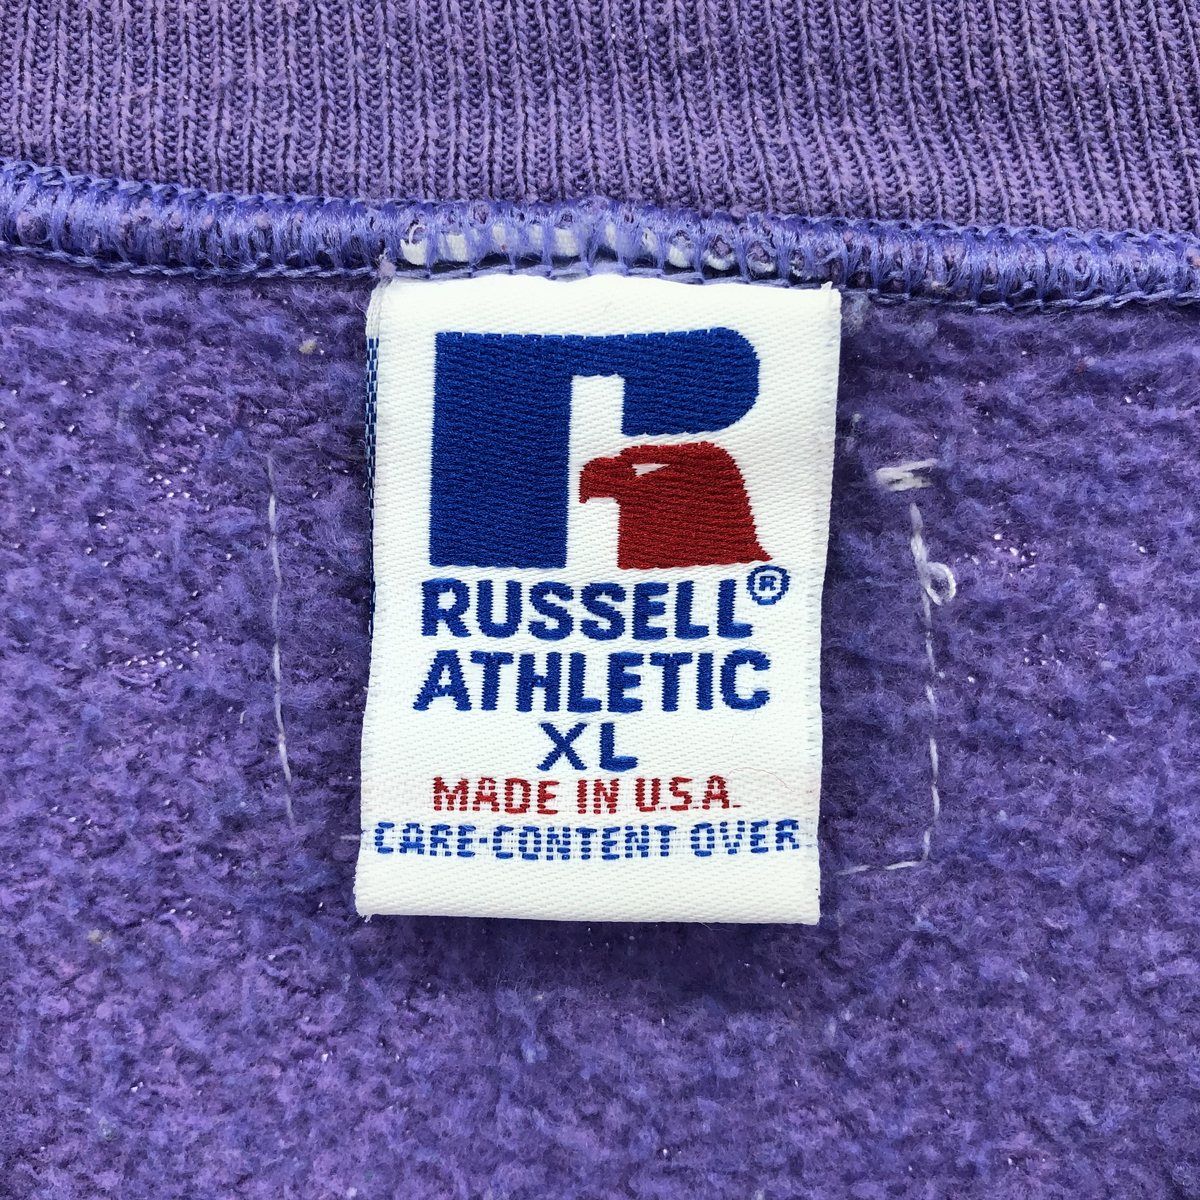 R
RUSSELL®
ATHLETIC
XL
MADE IN U.S.A.
CARE-CONTENT OVER